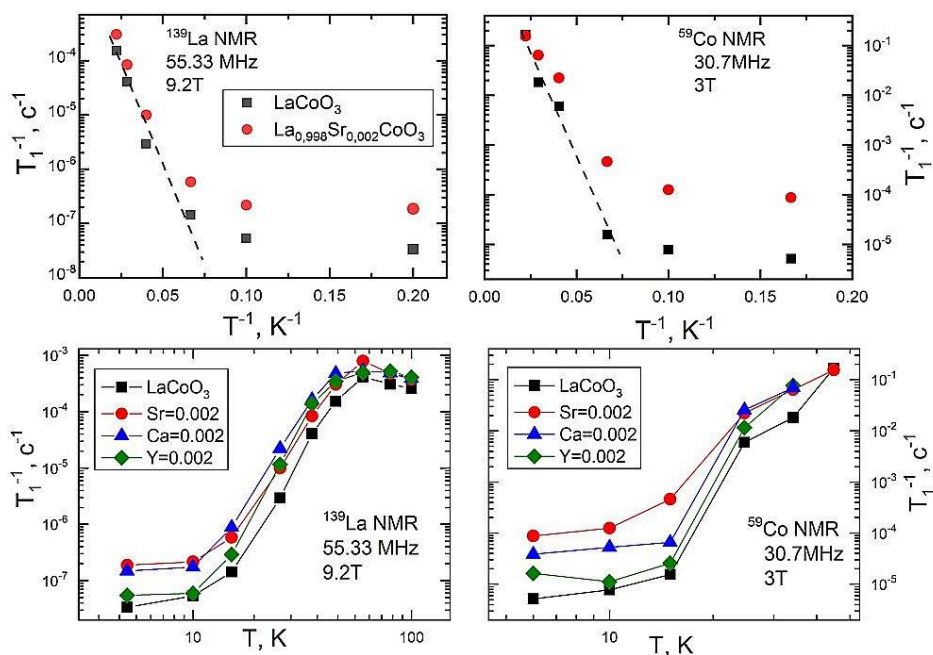 ¹³⁹La NMR
55.33 MHz
9.2T
LaCoO₃
La₀,₉₉₈Sr₀,₀₀₂CoO₃
T₁⁻¹, c⁻¹
10⁻⁴
10⁻⁵
10⁻⁶
10⁻⁷
10⁻⁸
0.00 0.05 0.10 0.15 0.20
T⁻¹, K⁻¹
⁵⁹Co NMR
30.7MHz
3T
T₁⁻¹, c⁻¹
10⁻¹
10⁻²
10⁻³
10⁻⁴
10⁻⁵
0.00 0.05 0.10 0.15 0.20
T⁻¹, K⁻¹
LaCoO₃
Sr=0.002
Ca=0.002
Y=0.002
¹³⁹La NMR
55.33 MHz
9.2T
T₁⁻¹, c⁻¹
10⁻³
10⁻⁴
10⁻⁵
10⁻⁶
10⁻⁷
10 100
T, K
LaCoO₃
Sr=0.002
Ca=0.002
Y=0.002
⁵⁹Co NMR
30.7MHz
3T
T₁⁻¹, c⁻¹
10⁻¹
10⁻²
10⁻³
10⁻⁴
10⁻⁵
10
T, K